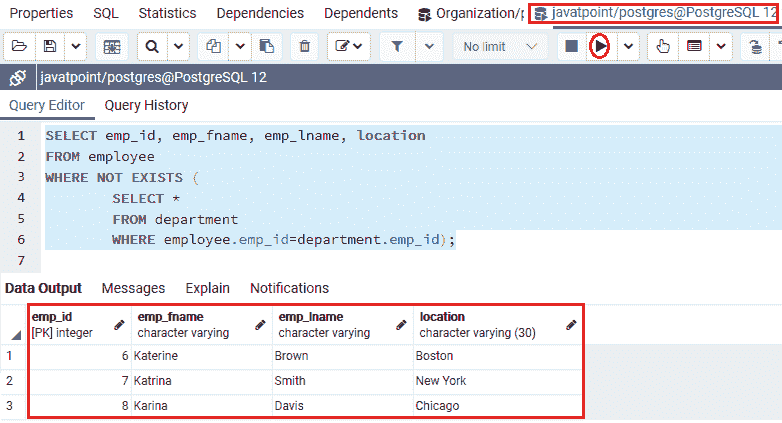 Properties SQL Statistics Dependencies Dependents Organization/p javatpoint/postgres@PostgreSQL 12
No limit
javatpoint/postgres@PostgreSQL 12
Query Editor Query History
1 SELECT emp_id, emp_fname, emp_lname, location
2 FROM employee
3 WHERE NOT EXISTS (
4 SELECT *
5 FROM department
6 WHERE employee.emp_id=department.emp_id);
7
Data Output Messages Explain Notifications
emp_id emp_fname emp_lname location
[PK] integer character varying character varying character varying (30)
1 6 Katerine Brown Boston
2 7 Katrina Smith New York
3 8 Karina Davis Chicago